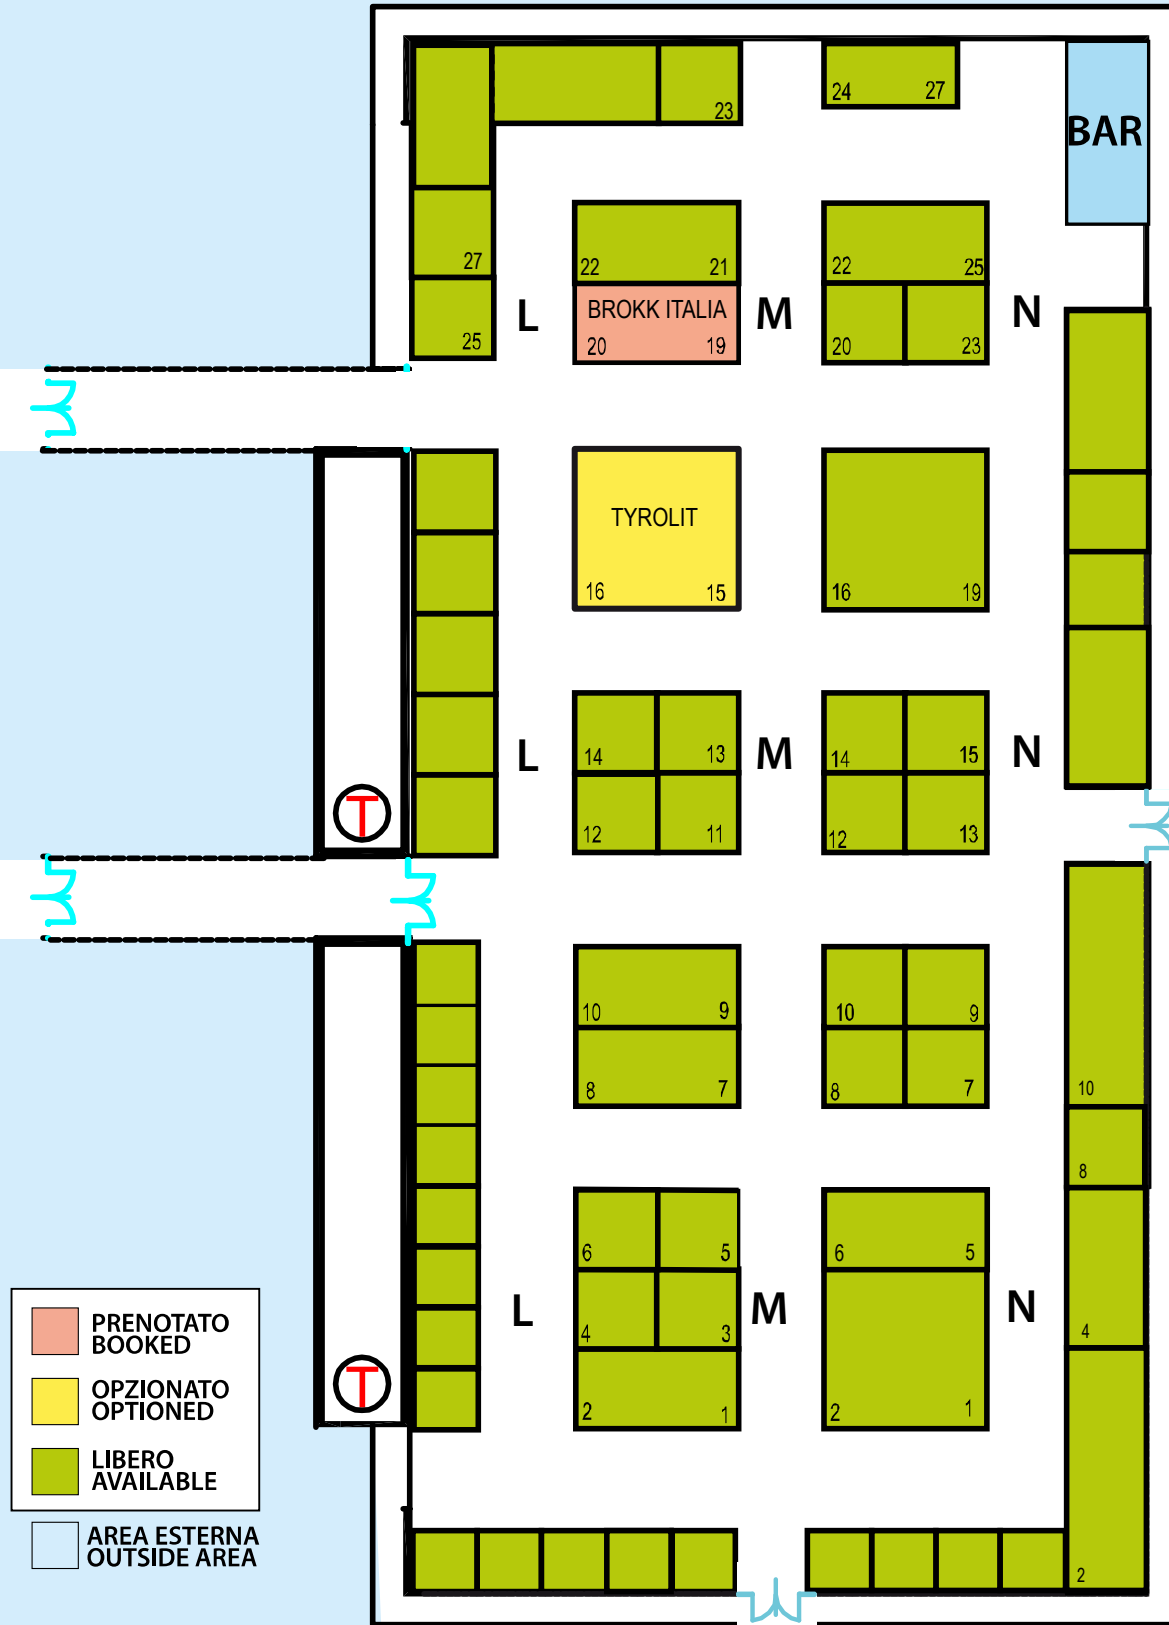 23
24 27
BAR
27
22 21
22 25
25
L
BROKK ITALIA
20 19
M
20 23
N
TYROLIT
16 15
16 19
L
14 13
M
14 15
N
12 11
12 13
T
10 9
10 9
8 7
8 7
10
8
6 5
6 5
L
4 3
M
N
4
2 1
2 1
T
2
PRENOTATO
BOOKED
OPZIONATO
OPTIONED
LIBERO
AVAILABLE
AREA ESTERNA
OUTSIDE AREA